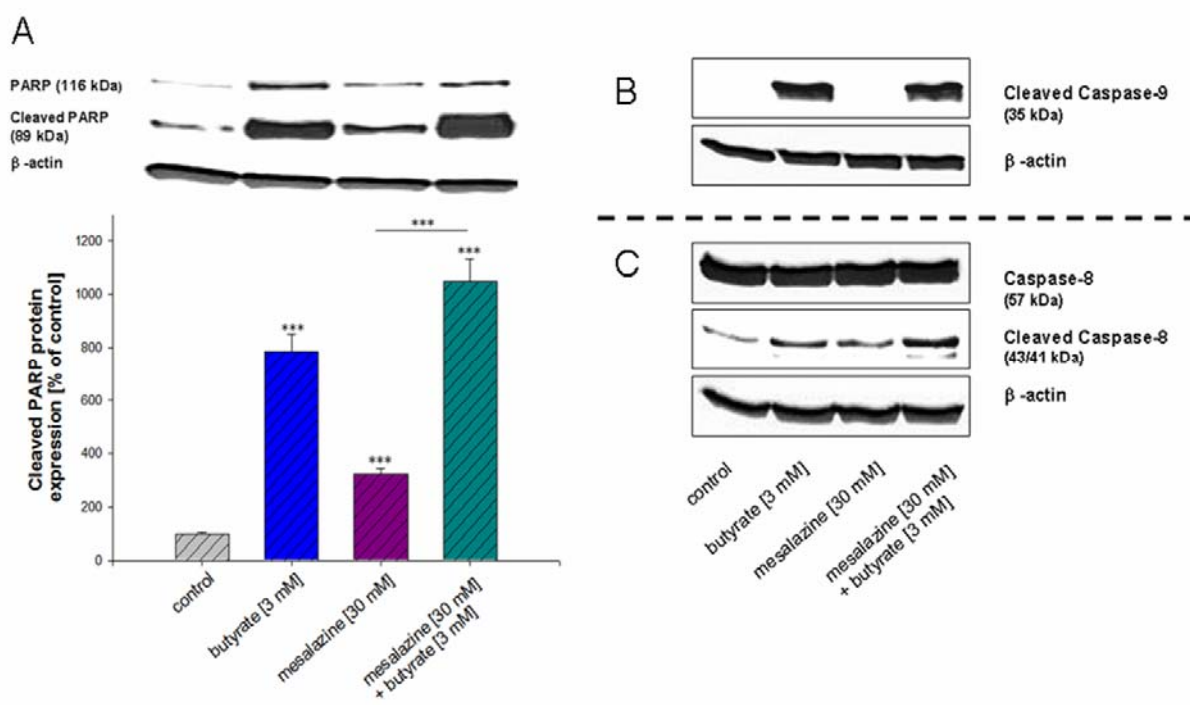 A
PARP (116 kDa)
Cleaved PARP
(89 kDa)
β -actin
***
***
***
***
1200
1000
800
600
400
200
0
Cleaved PARP protein
expression [% of control]
control
butyrate [3 mM]
mesalazine [30 mM]
mesalazine [30 mM]
+ butyrate [3 mM]
B
Cleaved Caspase-9
(35 kDa)
β -actin
C
Caspase-8
(57 kDa)
Cleaved Caspase-8
(43/41 kDa)
β -actin
control
butyrate [3 mM]
mesalazine [30 mM]
mesalazine [30 mM]
+ butyrate [3 mM]